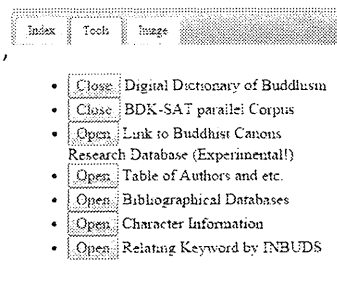 Index Tools Image
Close Digital Dictionary of Buddhism
Close BDK-SAT parallel Corpus
Open Link to Buddhist Canons
Research Database (Experimental!)
Open Table of Authors and etc.
Open Bibliographical Databases
Open Character Information
Open Relating Keyword by INBUDS